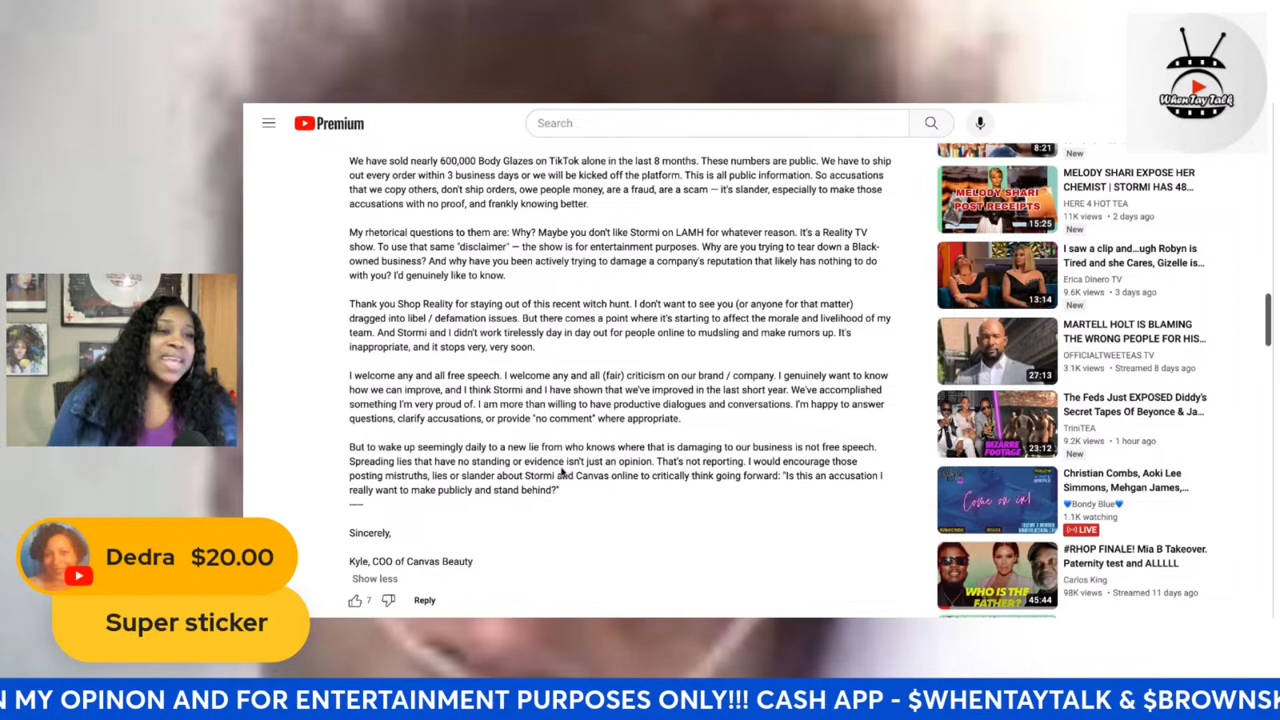 WhenTayTalk
Premium
Search
We have sold nearly 600,000 Body Glazes on TikTok alone in the last 8 months. These numbers are public. We have to ship
out every order within 3 business days or we will be kicked off the platform. This is all public information. So accusations
that we copy others, don't ship orders, owe people money, are a fraud, are a scam — it's slander, especially to make those
accusations with no proof, and frankly knowing better.
My rhetorical questions to them are: Why? Maybe you don't like Stormi on LAMH for whatever reason. It's a Reality TV
show. To use that same "disclaimer" — the show is for entertainment purposes. Why are you trying to tear down a Black-
owned business? And why have you been actively trying to damage a company's reputation that likely has nothing to do
with you? I'd genuinely like to know.
Thank you Shop Reality for staying out of this recent witch hunt. I don't want to see you (or anyone for that matter)
dragged into libel / defamation issues. But there comes a point where it's starting to affect the morale and livelihood of my
team. And Stormi and I didn't work tirelessly day in day out for people online to mudsling and make rumors up. It's
inappropriate, and it stops very, very soon.
I welcome any and all free speech. I welcome any and all (fair) criticism on our brand / company. I genuinely want to know
how we can improve, and I think Stormi and I have shown that we've improved in the last short year. We've accomplished
something I'm very proud of. I am more than willing to have productive dialogues and conversations. I'm happy to answer
questions, clarify accusations, or provide "no comment" where appropriate.
But to wake up seemingly daily to a new lie from who knows where that is damaging to our business is not free speech.
Spreading lies that have no standing or evidence isn't just an opinion. That's not reporting. I would encourage those
posting mistruths, lies or slander about Stormi and Canvas online to critically think going forward: "Is this an accusation I
really want to make publicly and stand behind?"
Sincerely,
Kyle, COO of Canvas Beauty
Show less
7
Reply
8:21
New
MELODY SHARI
POST RECEIPTS
15:25
MELODY SHARI EXPOSE HER
CHEMIST | STORMI HAS 48...
HERE 4 HOT TEA
11K views • 2 days ago
New
13:14
I saw a clip and...ugh Robyn is
Tired and she Cares, Gizelle is...
Erica Dinero TV
9.6K views • 3 days ago
New
27:13
MARTELL HOLT IS BLAMING
THE WRONG PEOPLE FOR HIS...
OFFICIALTWEETEAS TV
3.1K views • Streamed 8 days ago
BIZARRE
FOOTAGE
23:12
The Feds Just EXPOSED Diddy's
Secret Tapes Of Beyonce & Ja...
TriniTEA
9.2K views • 1 hour ago
New
Come on in!
Christian Combs, Aoki Lee
Simmons, Mehgan James,...
💙Bondy Blue💙
1.1K watching
LIVE
WHO IS THE
FATHER?
45:44
#RHOP FINALE! Mia B Takeover.
Paternity test and ALLLLL
Carlos King
98K views • Streamed 11 days ago
Dedra $20.00
Super sticker
N MY OPINON AND FOR ENTERTAINMENT PURPOSES ONLY!!! CASH APP - $WHENTAYTALK & $BROWNSK